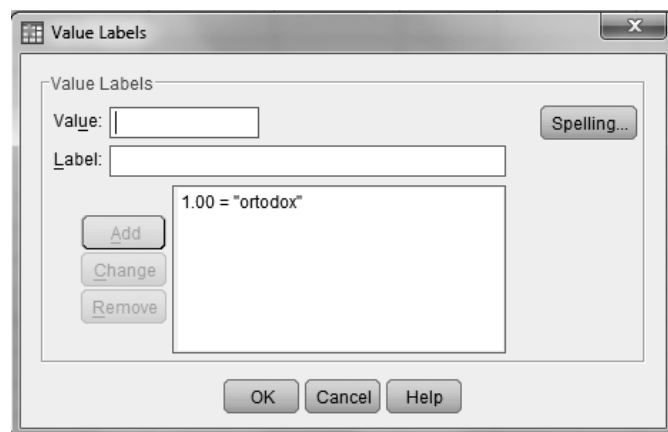 Value Labels
x
Value Labels
Value:
Spelling...
Label:
1.00 = "ortodox"
Add
Change
Remove
OK Cancel Help